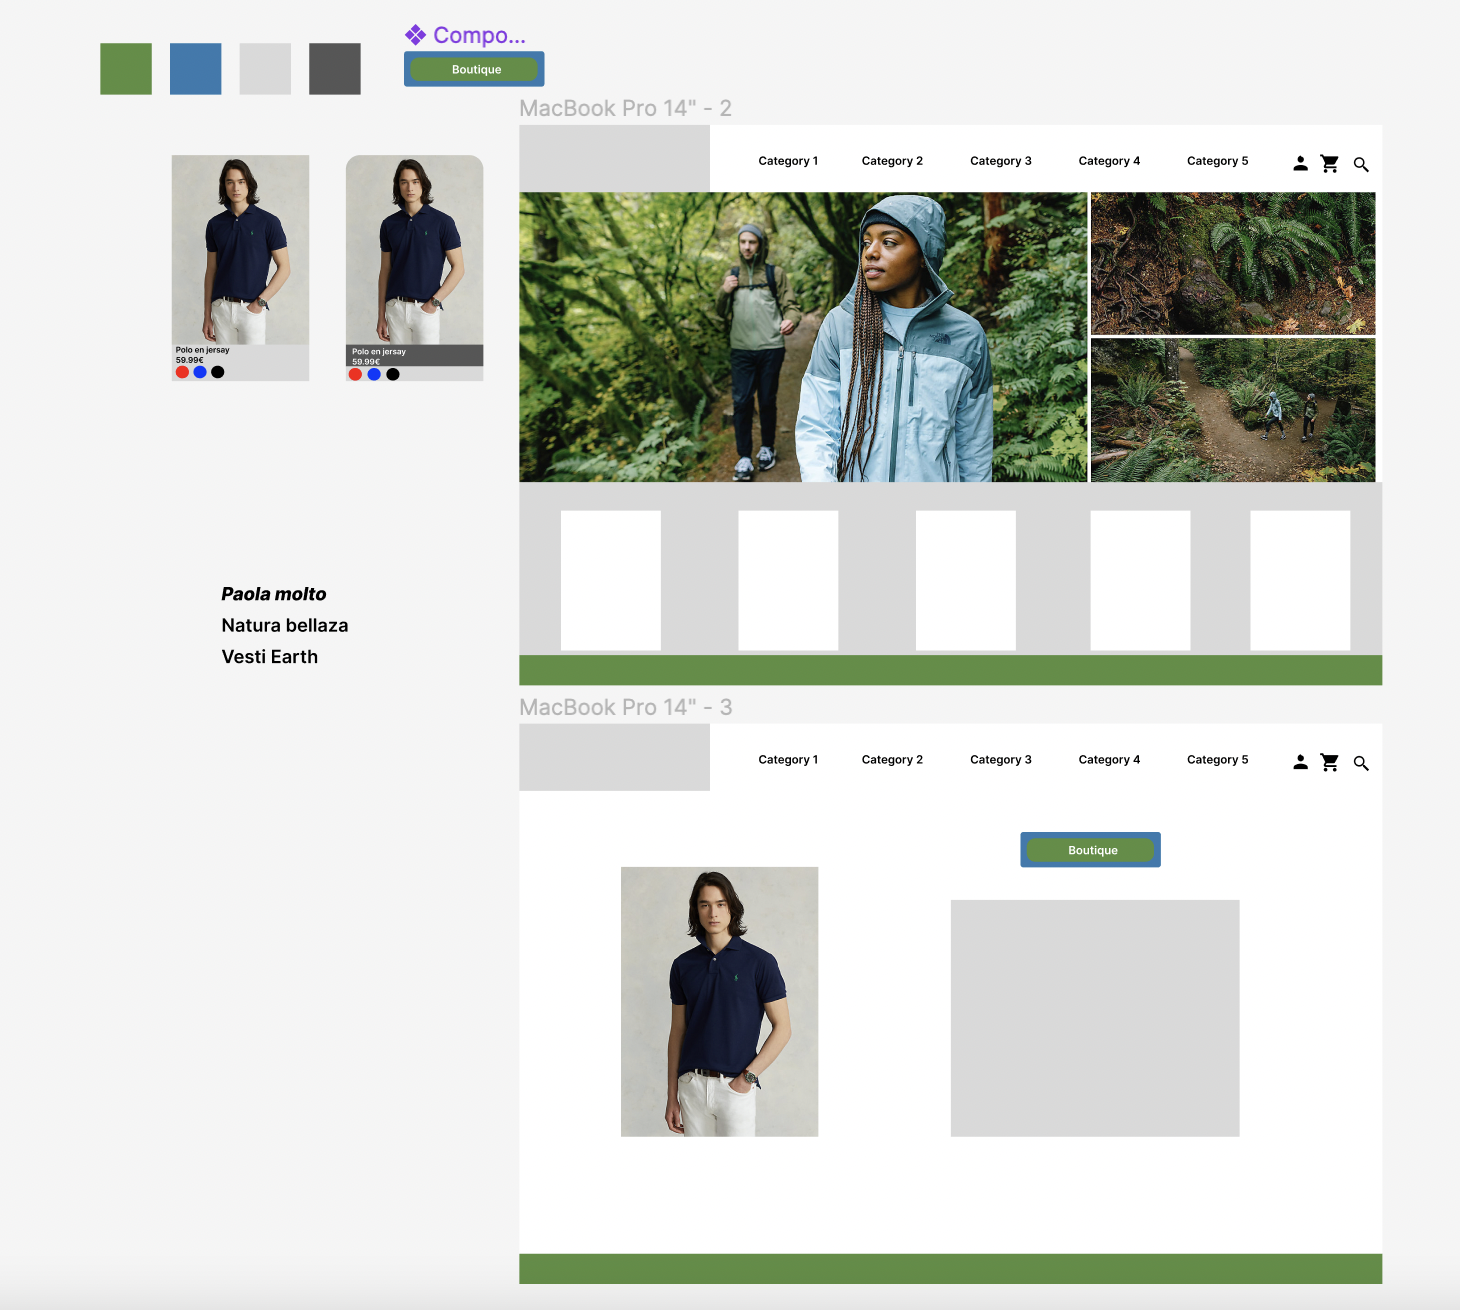 Compo...
Boutique
MacBook Pro 14" - 2
Category 1 Category 2 Category 3 Category 4 Category 5
Polo en jersay
59.99€
Polo en jersay
59.99€
Paola molto
Natura bellaza
Vesti Earth
MacBook Pro 14" - 3
Category 1 Category 2 Category 3 Category 4 Category 5
Boutique